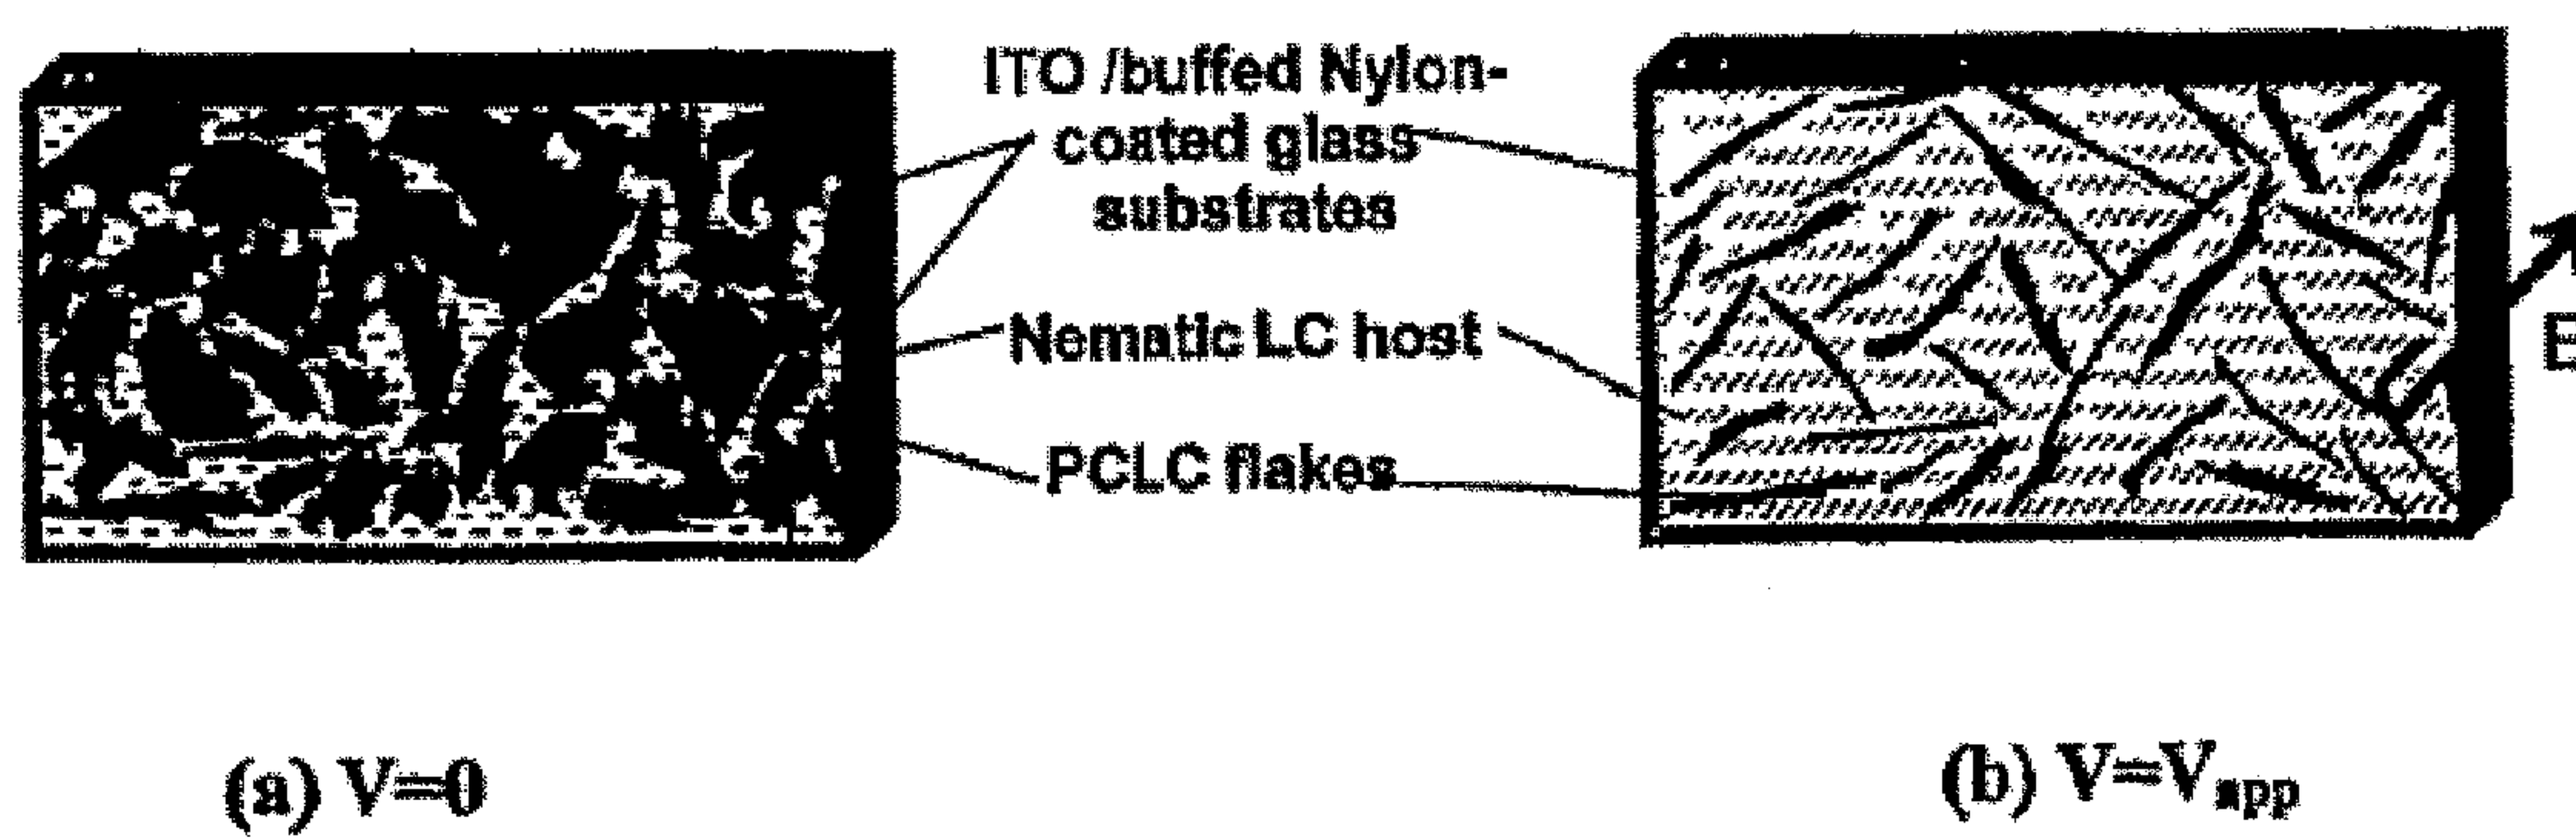 ITO /buffed Nylon-
coated glass
substrates
Nematic LC host
PCLC flakes
E
(a) V=0
(b) V=Vapp